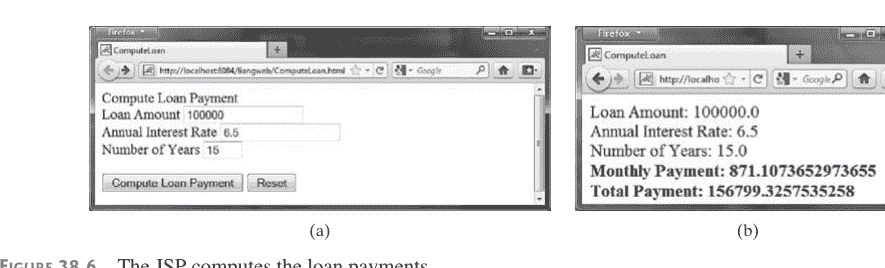 Firefox
ComputeLoan
http://localhost:8084/liangweb/ComputeLoan.html
Google
Compute Loan Payment
Loan Amount 100000
Annual Interest Rate 6.5
Number of Years 15
Compute Loan Payment Reset
(a)
Firefox
ComputeLoan
http://localho
Google
Loan Amount: 100000.0
Annual Interest Rate: 6.5
Number of Years: 15.0
Monthly Payment: 871.1073652973655
Total Payment: 156799.3257535258
(b)
FIGURE 38.6 The JSP computes the loan payments.